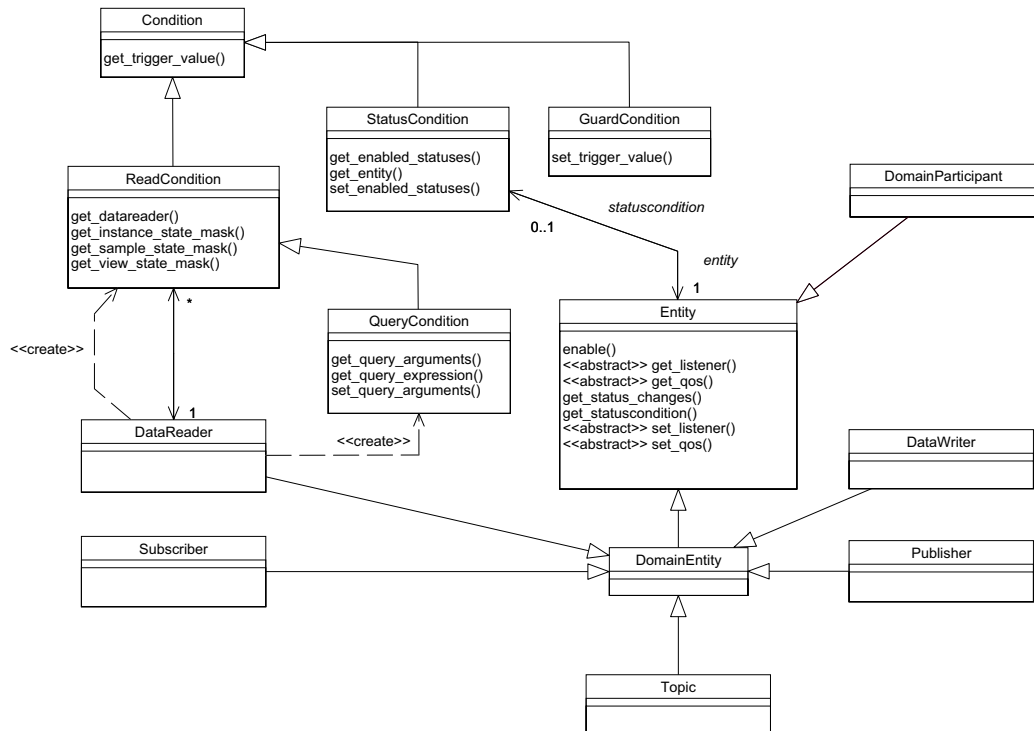 Condition
get_trigger_value()
StatusCondition
get_enabled_statuses()
get_entity()
set_enabled_statuses()
GuardCondition
set_trigger_value()
ReadCondition
get_datareader()
get_instance_state_mask()
get_sample_state_mask()
get_view_state_mask()
DomainParticipant
statuscondition
0..1
entity
1
*
<<create>>
QueryCondition
get_query_arguments()
get_query_expression()
set_query_arguments()
Entity
enable()
<<abstract>> get_listener()
<<abstract>> get_qos()
get_status_changes()
get_statuscondition()
<<abstract>> set_listener()
<<abstract>> set_qos()
1
DataReader
<<create>>
DataWriter
Subscriber
DomainEntity
Publisher
Topic